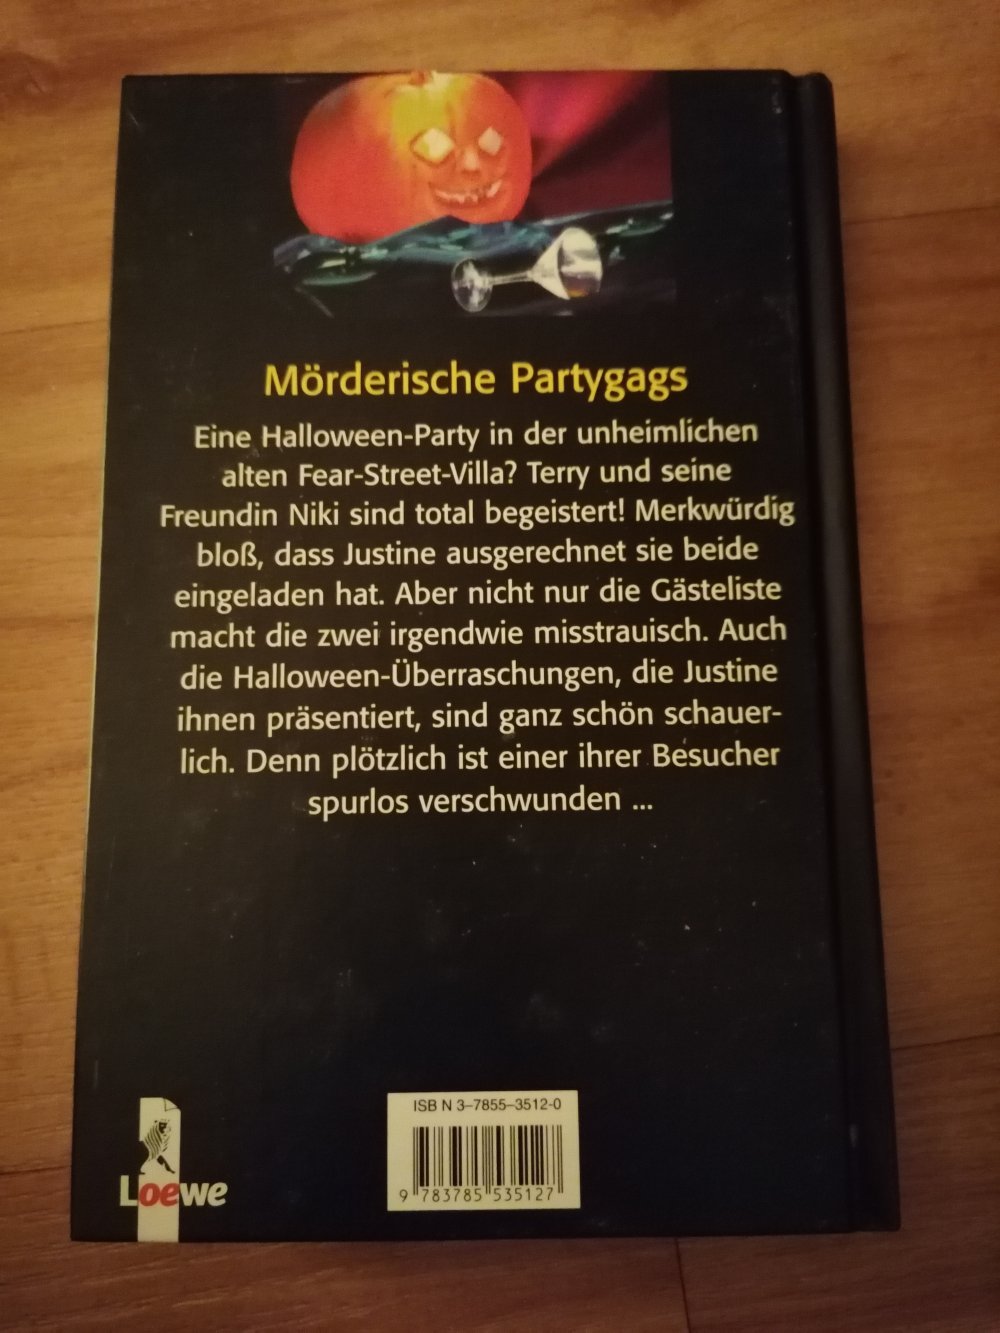 Mörderische Partygags
Eine Halloween-Party in der unheimlichen
alten Fear-Street-Villa? Terry und seine
Freundin Niki sind total begeistert! Merkwürdig
bloß, dass Justine ausgerechnet sie beide
eingeladen hat. Aber nicht nur die Gästeliste
macht die zwei irgendwie misstrauisch. Auch
die Halloween-Überraschungen, die Justine
ihnen präsentiert, sind ganz schön schauer-
lich. Denn plötzlich ist einer ihrer Besucher
spurlos verschwunden ...
ISBN 3-7855-3512-0
9 783785 535127
Loewe